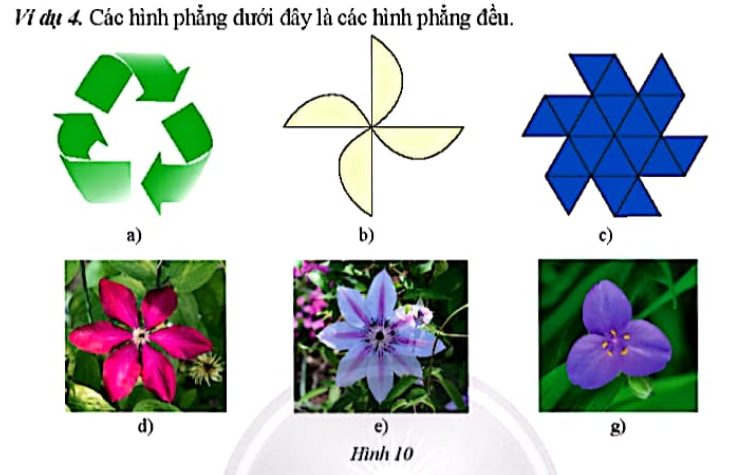 Ví dụ 4. Các hình phẳng dưới đây là các hình phẳng đều.
a) b) c)
d) e) g)
Hình 10